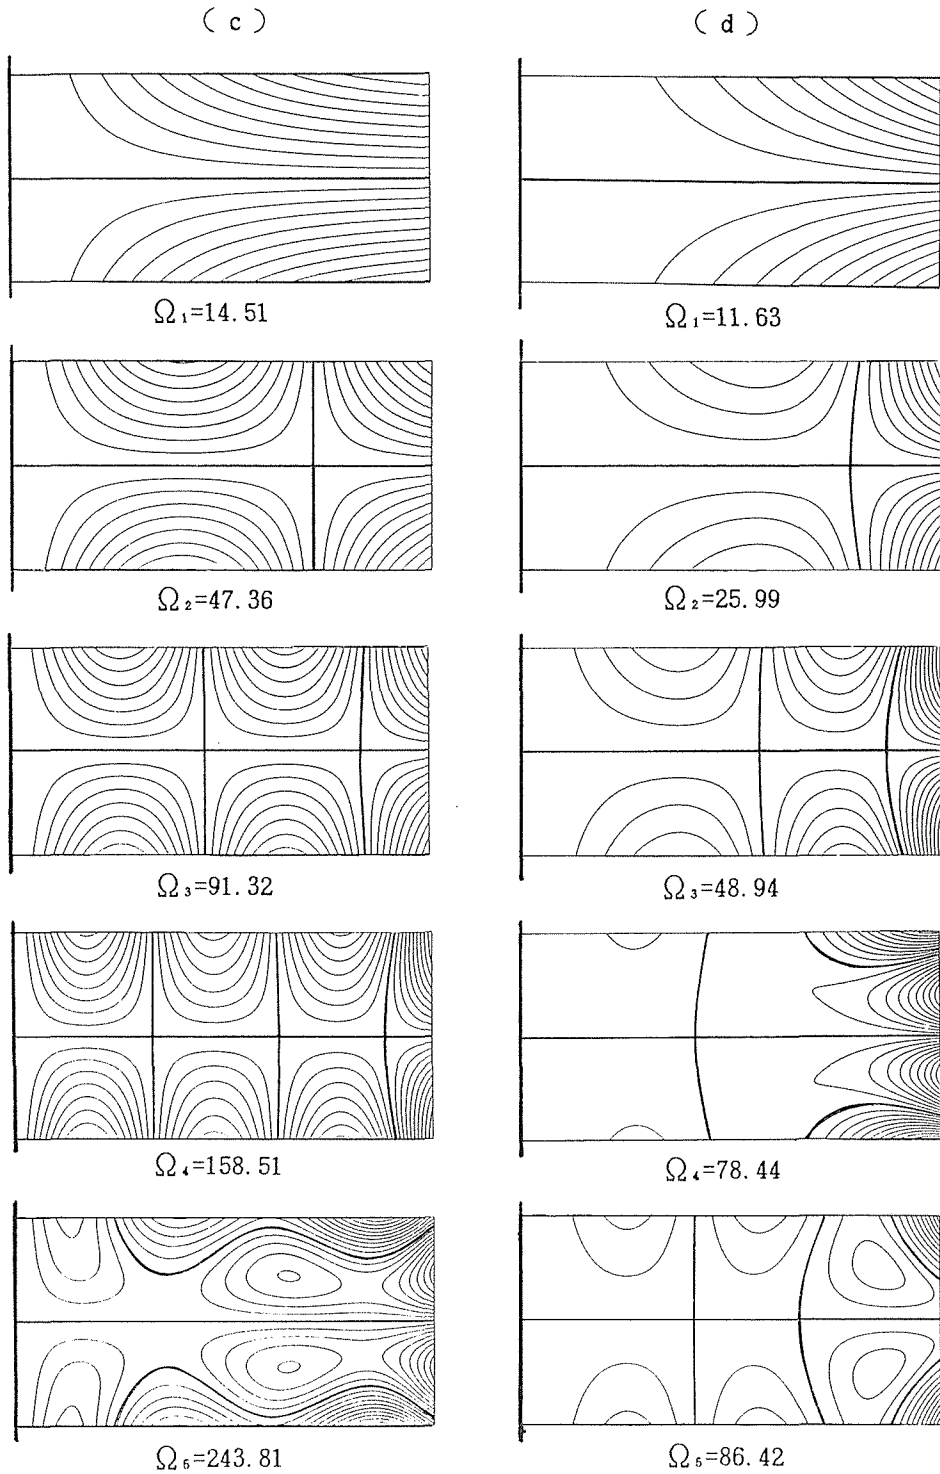 ( c )
( d )
Ω₁=14.51
Ω₁=11.63
Ω₂=47.36
Ω₂=25.99
Ω₃=91.32
Ω₃=48.94
Ω₄=158.51
Ω₄=78.44
Ω₅=243.81
Ω₅=86.42